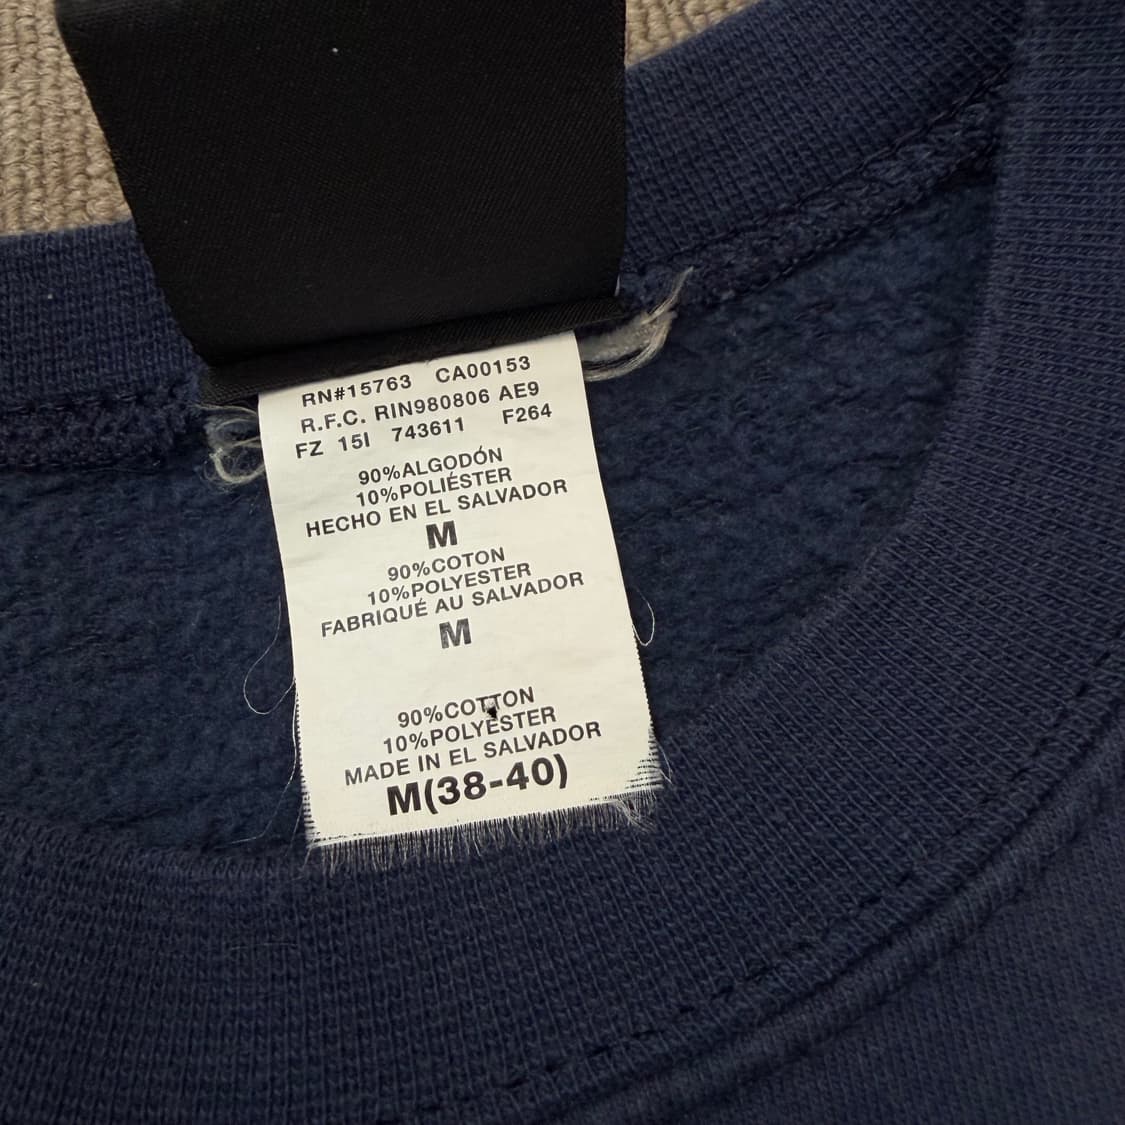 RN#15763 CA00153
R.F.C. RIN980806 AE9
FZ 15I 743611 F264
90%ALGODÓN
10%POLIÉSTER
HECHO EN EL SALVADOR
M
90%COTON
10%POLYESTER
FABRIQUÉ AU SALVADOR
M
90%COTTON
10%POLYESTER
MADE IN EL SALVADOR
M(38-40)